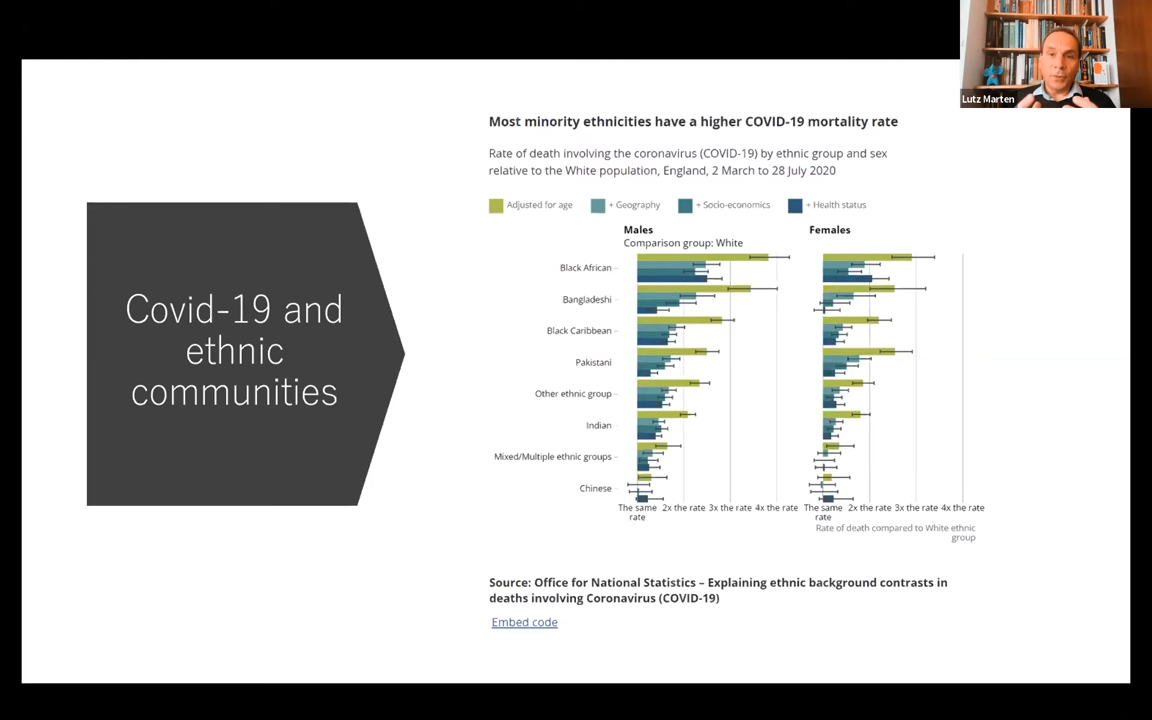 Lutz Marten
Covid-19 and
ethnic
communities
Most minority ethnicities have a higher COVID-19 mortality rate
Rate of death involving the coronavirus (COVID-19) by ethnic group and sex
relative to the White population, England, 2 March to 28 July 2020
Adjusted for age + Geography + Socio-economics + Health status
Males
Comparison group: White
Females
Black African
Bangladeshi
Black Caribbean
Pakistani
Other ethnic group
Indian
Mixed/Multiple ethnic groups
Chinese
The same 2x the rate 3x the rate 4x the rate The same 2x the rate 3x the rate 4x the rate
rate rate
Rate of death compared to White ethnic
group
Source: Office for National Statistics – Explaining ethnic background contrasts in
deaths involving Coronavirus (COVID-19)
Embed code